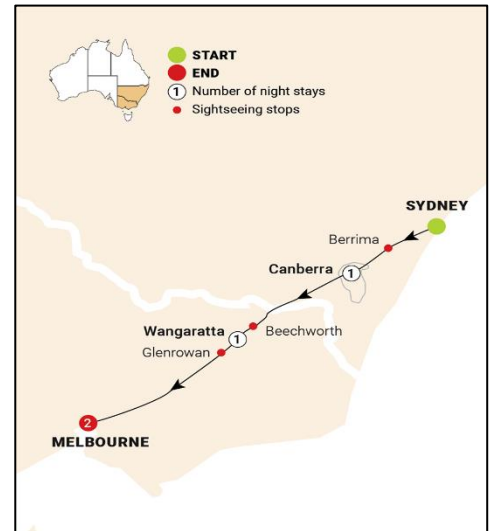 START
END
1 Number of night stays
Sightseeing stops
SYDNEY
Berrima
Canberra
1
Wangaratta
1
Beechworth
Glenrowan
2
MELBOURNE